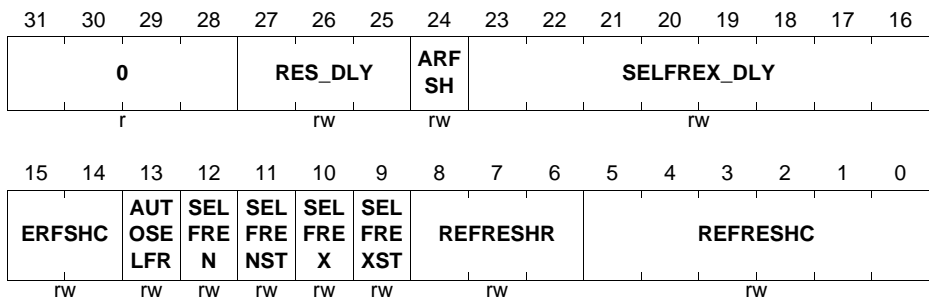 31 30 29 28 27 26 25 24 23 22 21 20 19 18 17 16
0 RES_DLY ARF SH SELFREX_DLY
r rw rw rw
15 14 13 12 11 10 9 8 7 6 5 4 3 2 1 0
ERFSHC AUT OSE LFR SEL FRE N SEL FRE NST SEL FRE X SEL FRE XST REFRESHR REFRESHC
rw rw rw rw rw rw rw rw